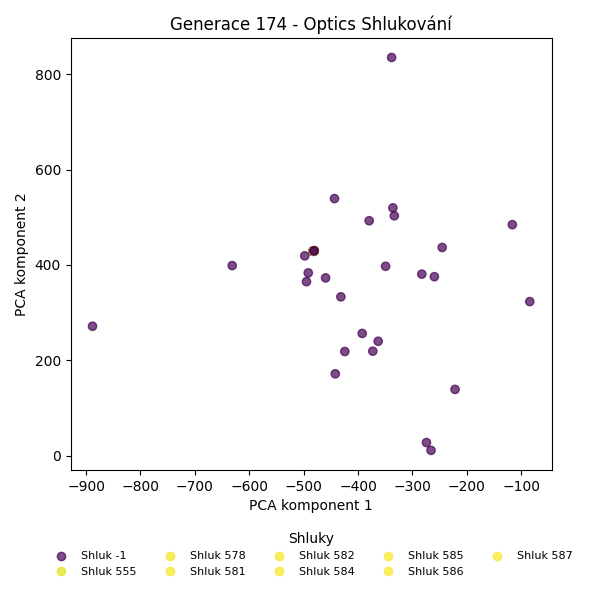 Generace 174 - Optics Shlukování
PCA komponent 2
800
600
400
200
0
−900 −800 −700 −600 −500 −400 −300 −200 −100
PCA komponent 1
Shluky
Shluk -1 Shluk 578 Shluk 582 Shluk 585 Shluk 587
Shluk 555 Shluk 581 Shluk 584 Shluk 586